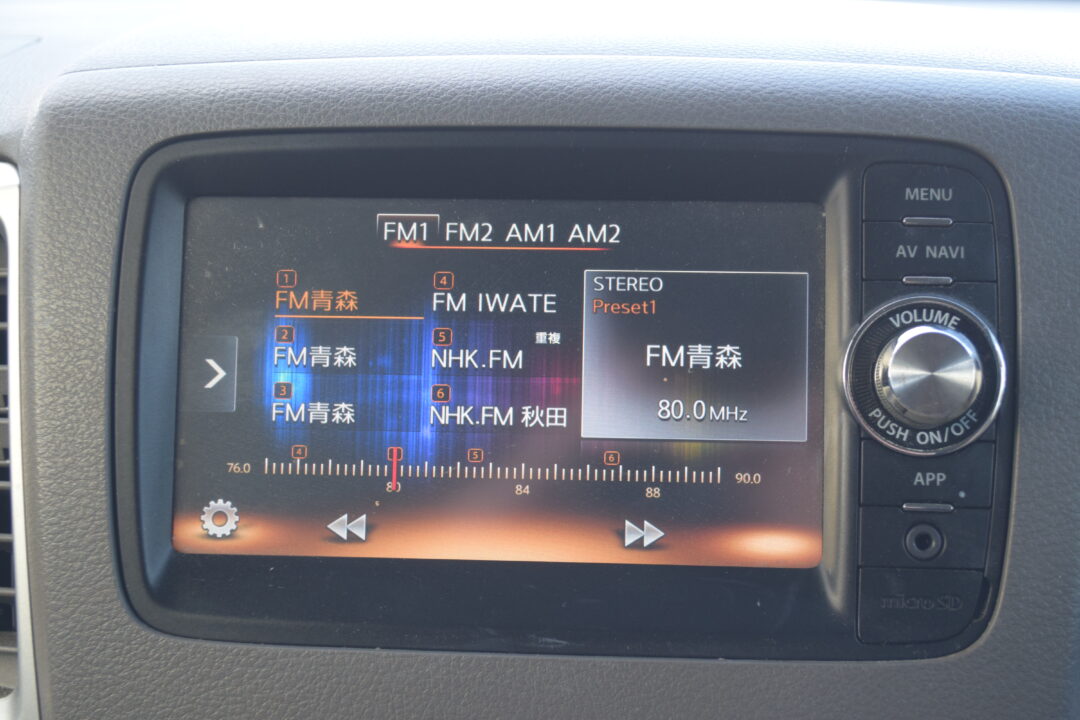 FM1 FM2 AM1 AM2
1
FM青森
2
FM青森
3
FM青森
4
FM IWATE
5
重複
NHK.FM
6
NHK.FM 秋田
STEREO
Preset1
FM青森
80.0MHz
4 5 6
76.0 90.0
80 84 88
MENU
AV NAVI
VOLUME
PUSH ON/OFF
APP
micro SD